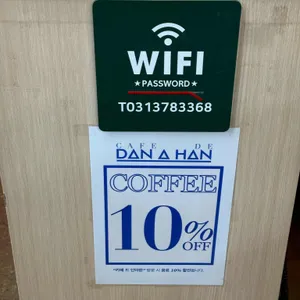 WIFI
★PASSWORD★
T0313783368
CAFE DE
DAN A HAN
COFFEE
10% OFF